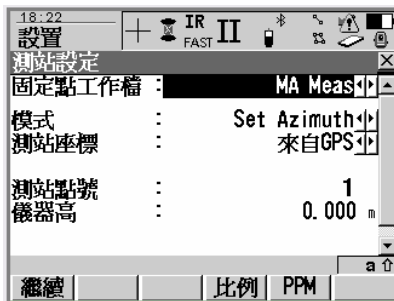 18:22
設置
IR
FAST
II
測站設定
固定點工作檔 : MA Meas
模式 : Set Azimuth
測站座標 : 來自GPS
測站點號 : 1
儀器高 : 0.000 m
a
繼續 比例 PPM